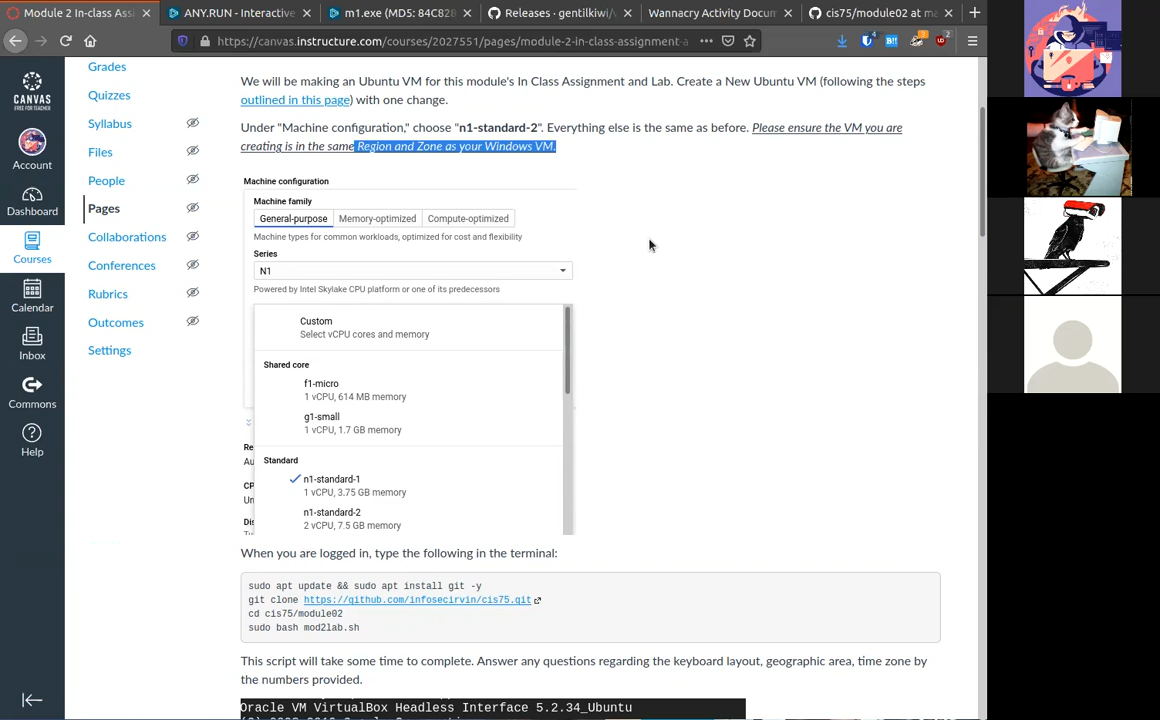 Module 2 In-class Assi
ANY.RUN - Interactive
m1.exe (MD5: 84C828
Releases · gentilkiwi/
Wannacry Activity Docum
cis75/module02 at ma
https://canvas.instructure.com/courses/2027551/pages/module-2-in-class-assignment-a
CANVAS
FREE FOR TEACHER
Account
Dashboard
Courses
Calendar
Inbox
Commons
Help
Grades
Quizzes
Syllabus
Files
People
Pages
Collaborations
Conferences
Rubrics
Outcomes
Settings
We will be making an Ubuntu VM for this module's In Class Assignment and Lab. Create a New Ubuntu VM (following the steps
outlined in this page) with one change.
Under "Machine configuration," choose "n1-standard-2". Everything else is the same as before. Please ensure the VM you are
creating is in the same Region and Zone as your Windows VM.
Machine configuration
Machine family
General-purpose Memory-optimized Compute-optimized
Machine types for common workloads, optimized for cost and flexibility
Series
N1
Powered by Intel Skylake CPU platform or one of its predecessors
Custom
Select vCPU cores and memory
Shared core
f1-micro
1 vCPU, 614 MB memory
g1-small
1 vCPU, 1.7 GB memory
Standard
n1-standard-1
1 vCPU, 3.75 GB memory
n1-standard-2
2 vCPU, 7.5 GB memory
When you are logged in, type the following in the terminal:
sudo apt update && sudo apt install git -y
git clone https://github.com/infosecirvin/cis75.git
cd cis75/module02
sudo bash mod2lab.sh
This script will take some time to complete. Answer any questions regarding the keyboard layout, geographic area, time zone by
the numbers provided.
Oracle VM VirtualBox Headless Interface 5.2.34_Ubuntu